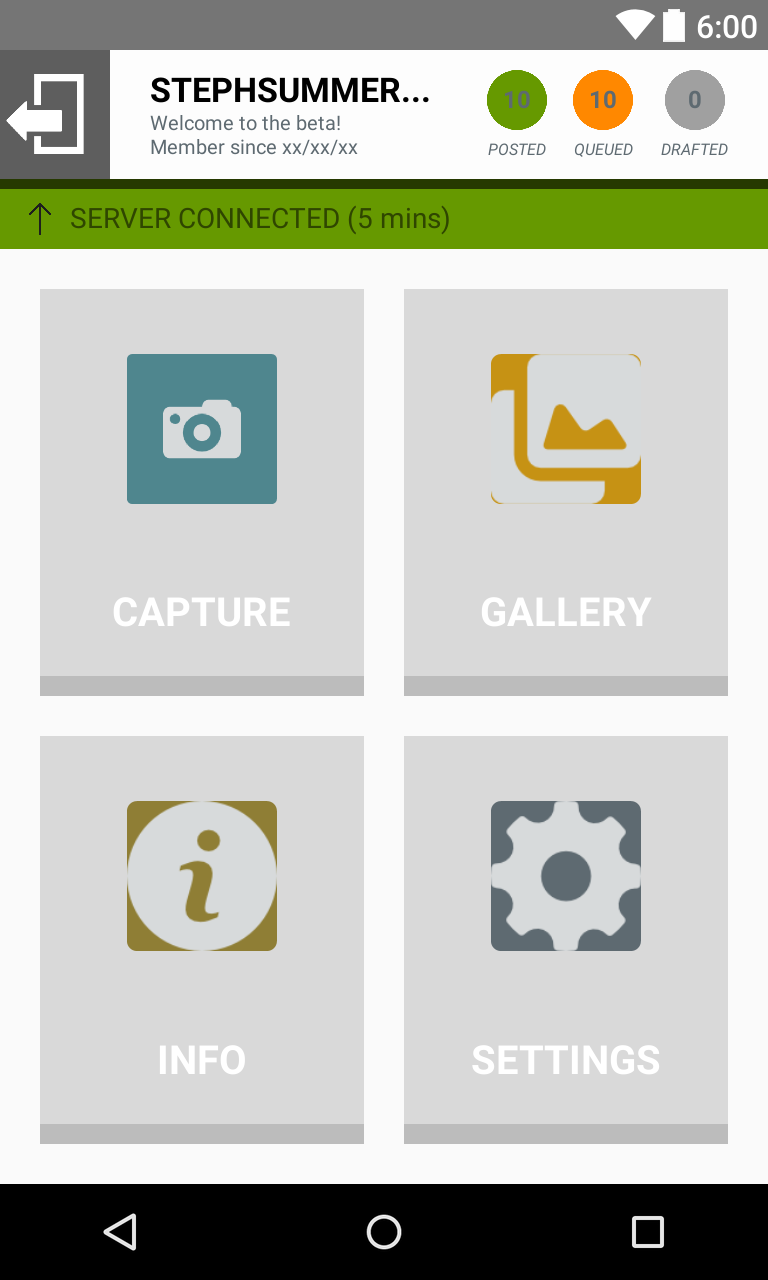 6:00
STEPHSUMMER...
Welcome to the beta!
Member since xx/xx/xx
10 10 0
POSTED QUEUED DRAFTED
SERVER CONNECTED (5 mins)
CAPTURE GALLERY
INFO SETTINGS